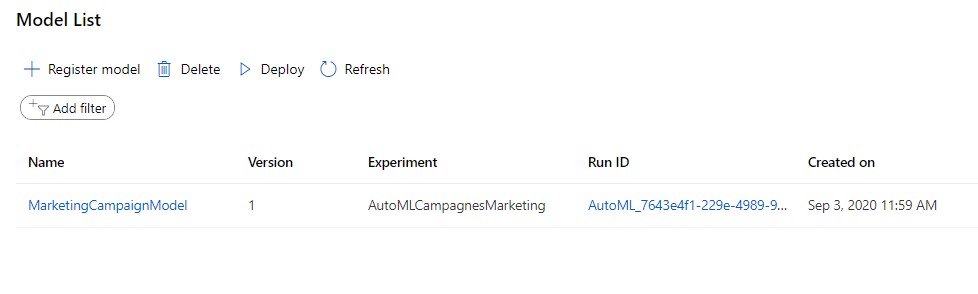 Model List
Register model Delete Deploy Refresh
Add filter
Name Version Experiment Run ID Created on
MarketingCampaignModel 1 AutoMLCampagnesMarketing AutoML_7643e4f1-229e-4989-9... Sep 3, 2020 11:59 AM